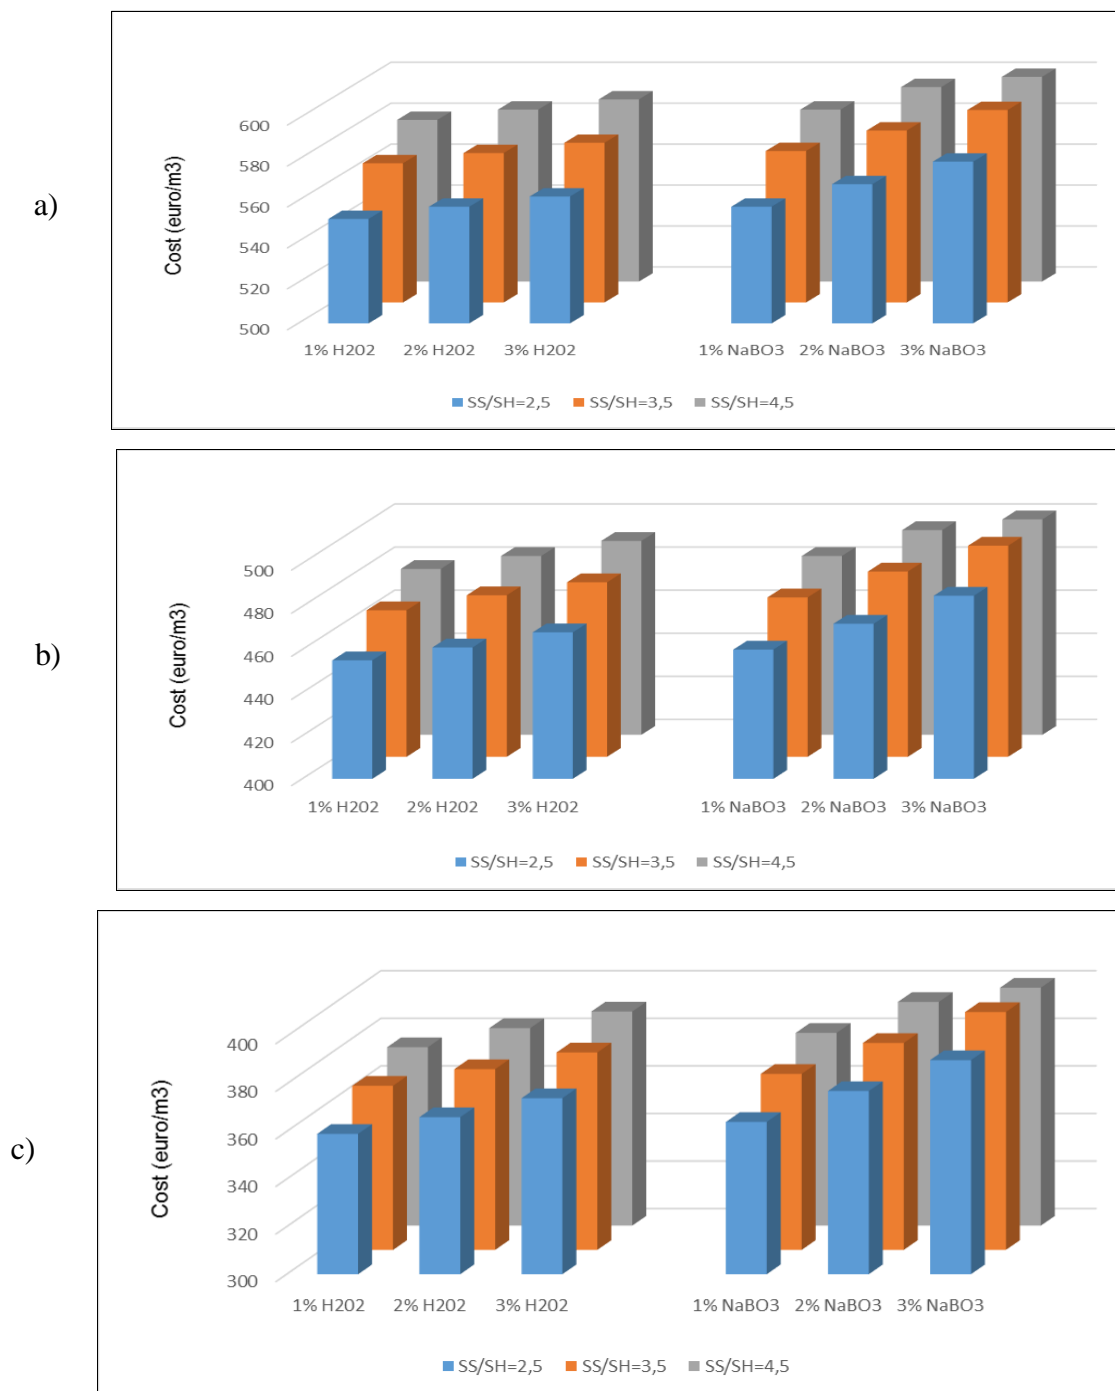 a)
Cost (euro/m3)
600
580
560
540
520
500
1% H2O2 2% H2O2 3% H2O2 1% NaBO3 2% NaBO3 3% NaBO3
SS/SH=2,5 SS/SH=3,5 SS/SH=4,5
b)
Cost (euro/m3)
500
480
460
440
420
400
1% H2O2 2% H2O2 3% H2O2 1% NaBO3 2% NaBO3 3% NaBO3
SS/SH=2,5 SS/SH=3,5 SS/SH=4,5
c)
Cost (euro/m3)
400
380
360
340
320
300
1% H2O2 2% H2O2 3% H2O2 1% NaBO3 2% NaBO3 3% NaBO3
SS/SH=2,5 SS/SH=3,5 SS/SH=4,5